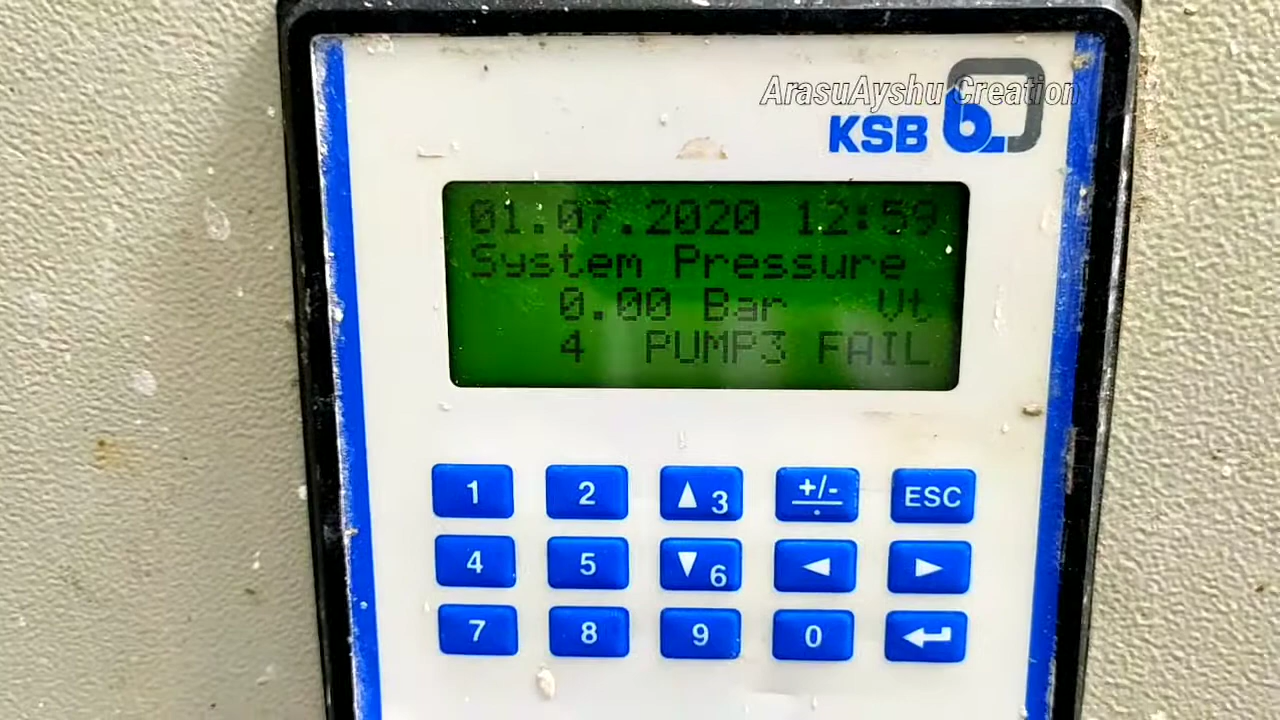 ArasuAyshu Creation
KSB
01.07.2020 12:59
System Pressure
0.00 Bar Vt
4 PUMP3 FAIL
1 2 ▲ 3 +/- . ESC
4 5 ▼ 6 ◄ ►
7 8 9 0 ↵